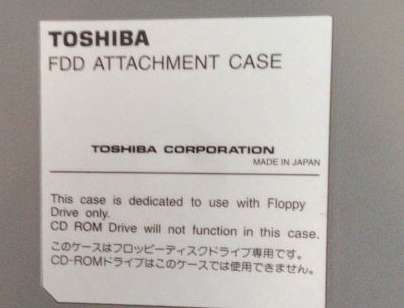 TOSHIBA
FDD ATTACHMENT CASE
TOSHIBA CORPORATION
MADE IN JAPAN
This case is dedicated to use with Floppy
Drive only.
CD ROM Drive will not function in this case.
このケースはフロッピーディスクドライブ専用です。
CD-ROMドライブはこのケースでは使用できません。